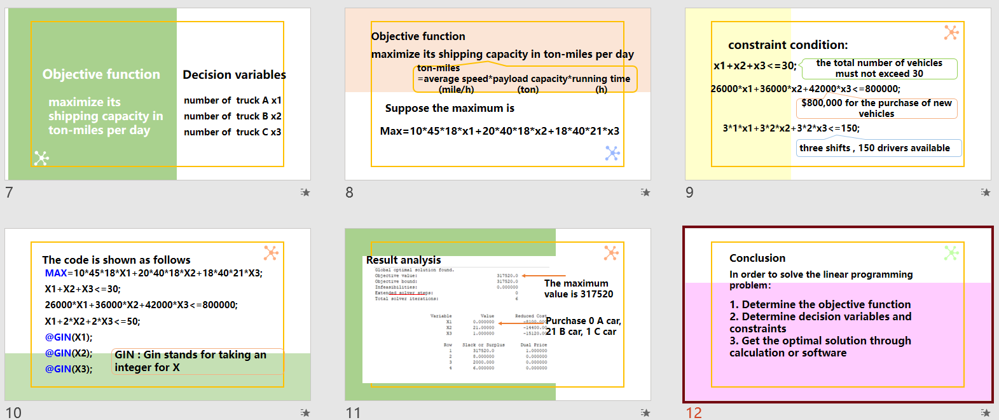 Objective function
maximize its
shipping capacity in
ton-miles per day
Decision variables
number of  truck A x1
number of  truck B x2
number of  truck C x3
7
Objective function
maximize its shipping capacity in ton-miles per day
ton-miles
=average speed*payload capacity*running time
(mile/h) (ton) (h)
Suppose the maximum is
Max=10*45*18*x1+20*40*18*x2+18*40*21*x3
8
constraint condition:
x1+x2+x3<=30;
the total number of vehicles
must not exceed 30
26000*x1+36000*x2+42000*x3<=800000;
$800,000 for the purchase of new
vehicles
3*1*x1+3*2*x2+3*2*x3<=150;
three shifts , 150 drivers available
9
The code is shown as follows
MAX=10*45*18*X1+20*40*18*X2+18*40*21*X3;
X1+X2+X3<=30;
26000*X1+36000*X2+42000*X3<=800000;
X1+2*X2+2*X3<=50;
@GIN(X1);
@GIN(X2);
@GIN(X3);
GIN : Gin stands for taking an
integer for X
10
Result analysis
Global optimal solution found.
Objective value: 317520.0
Objective bound: 317520.0
Infeasibilities: 0.000000
Extended solver steps: 0
Total solver iterations: 6
The maximum
value is 317520
Variable Value Reduced Cost
X1 0.000000 -8100.000
X2 21.00000 -14400.00
X3 1.000000 -15120.00
Purchase 0 A car,
21 B car, 1 C car
Row Slack or Surplus Dual Price
1 317520.0 1.000000
2 8.000000 0.000000
3 2000.000 0.000000
4 6.000000 0.000000
11
Conclusion
In order to solve the linear programming
problem:
1. Determine the objective function
2. Determine decision variables and
constraints
3. Get the optimal solution through
calculation or software
12